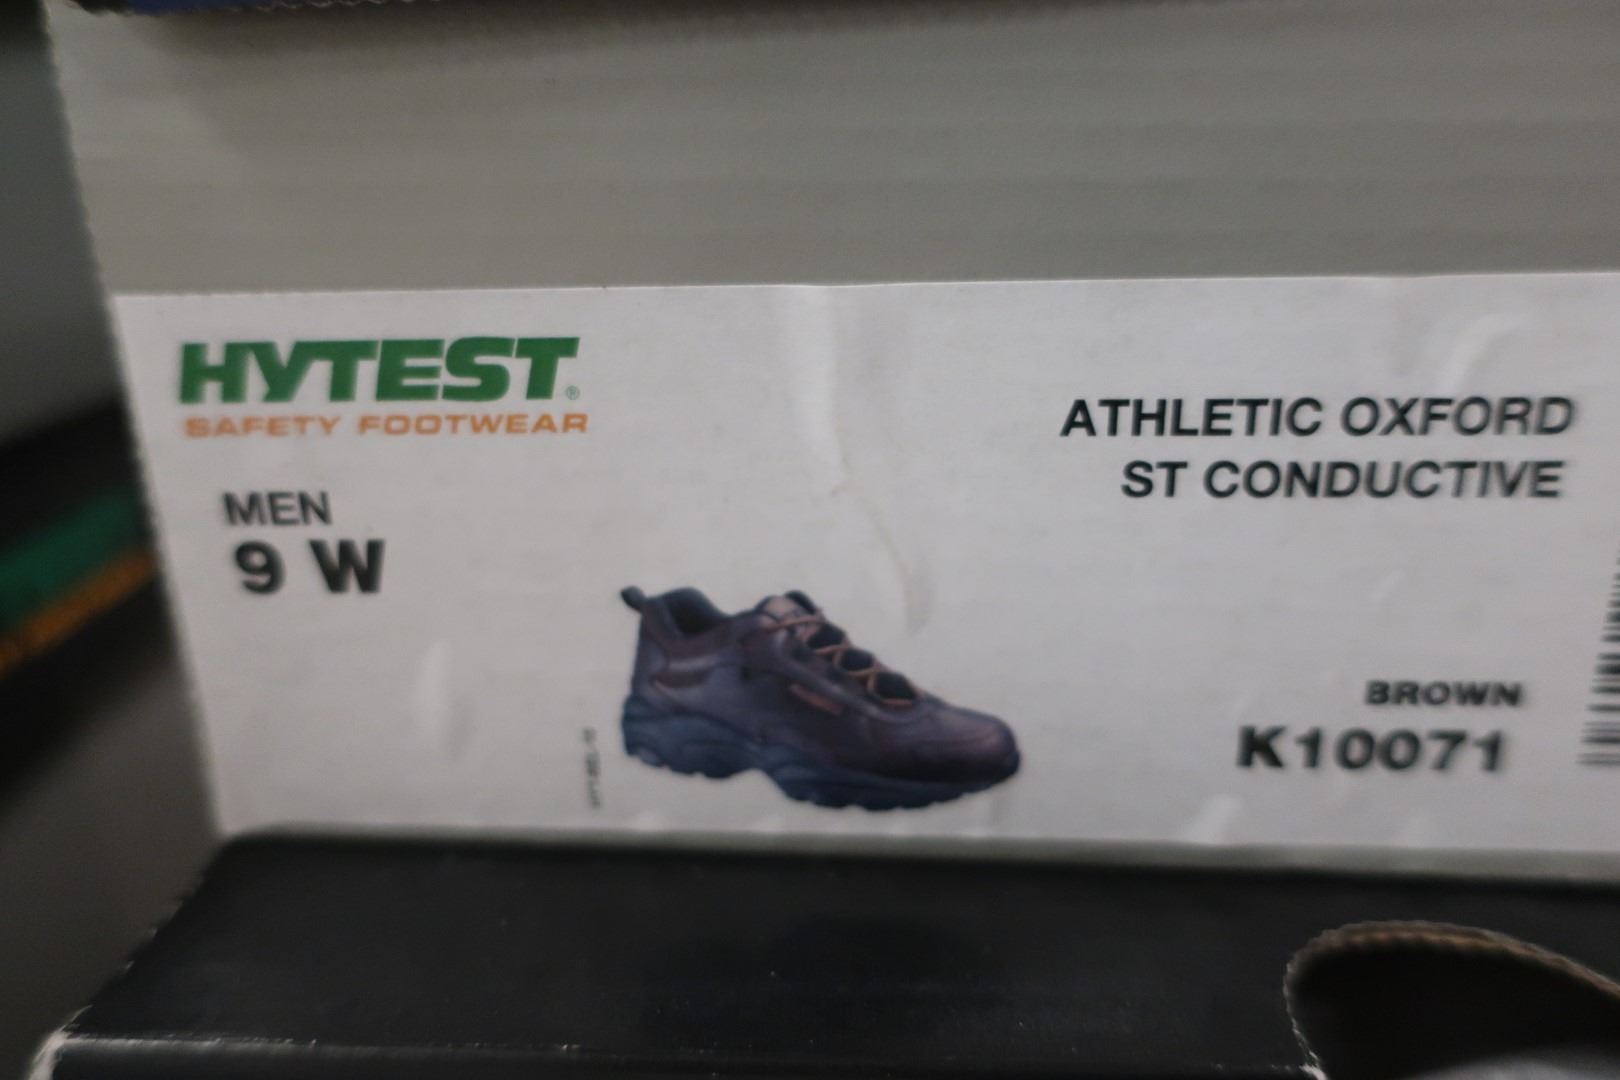 HYTEST®
SAFETY FOOTWEAR
MEN
9 W
ATHLETIC OXFORD
ST CONDUCTIVE
BROWN
K10071